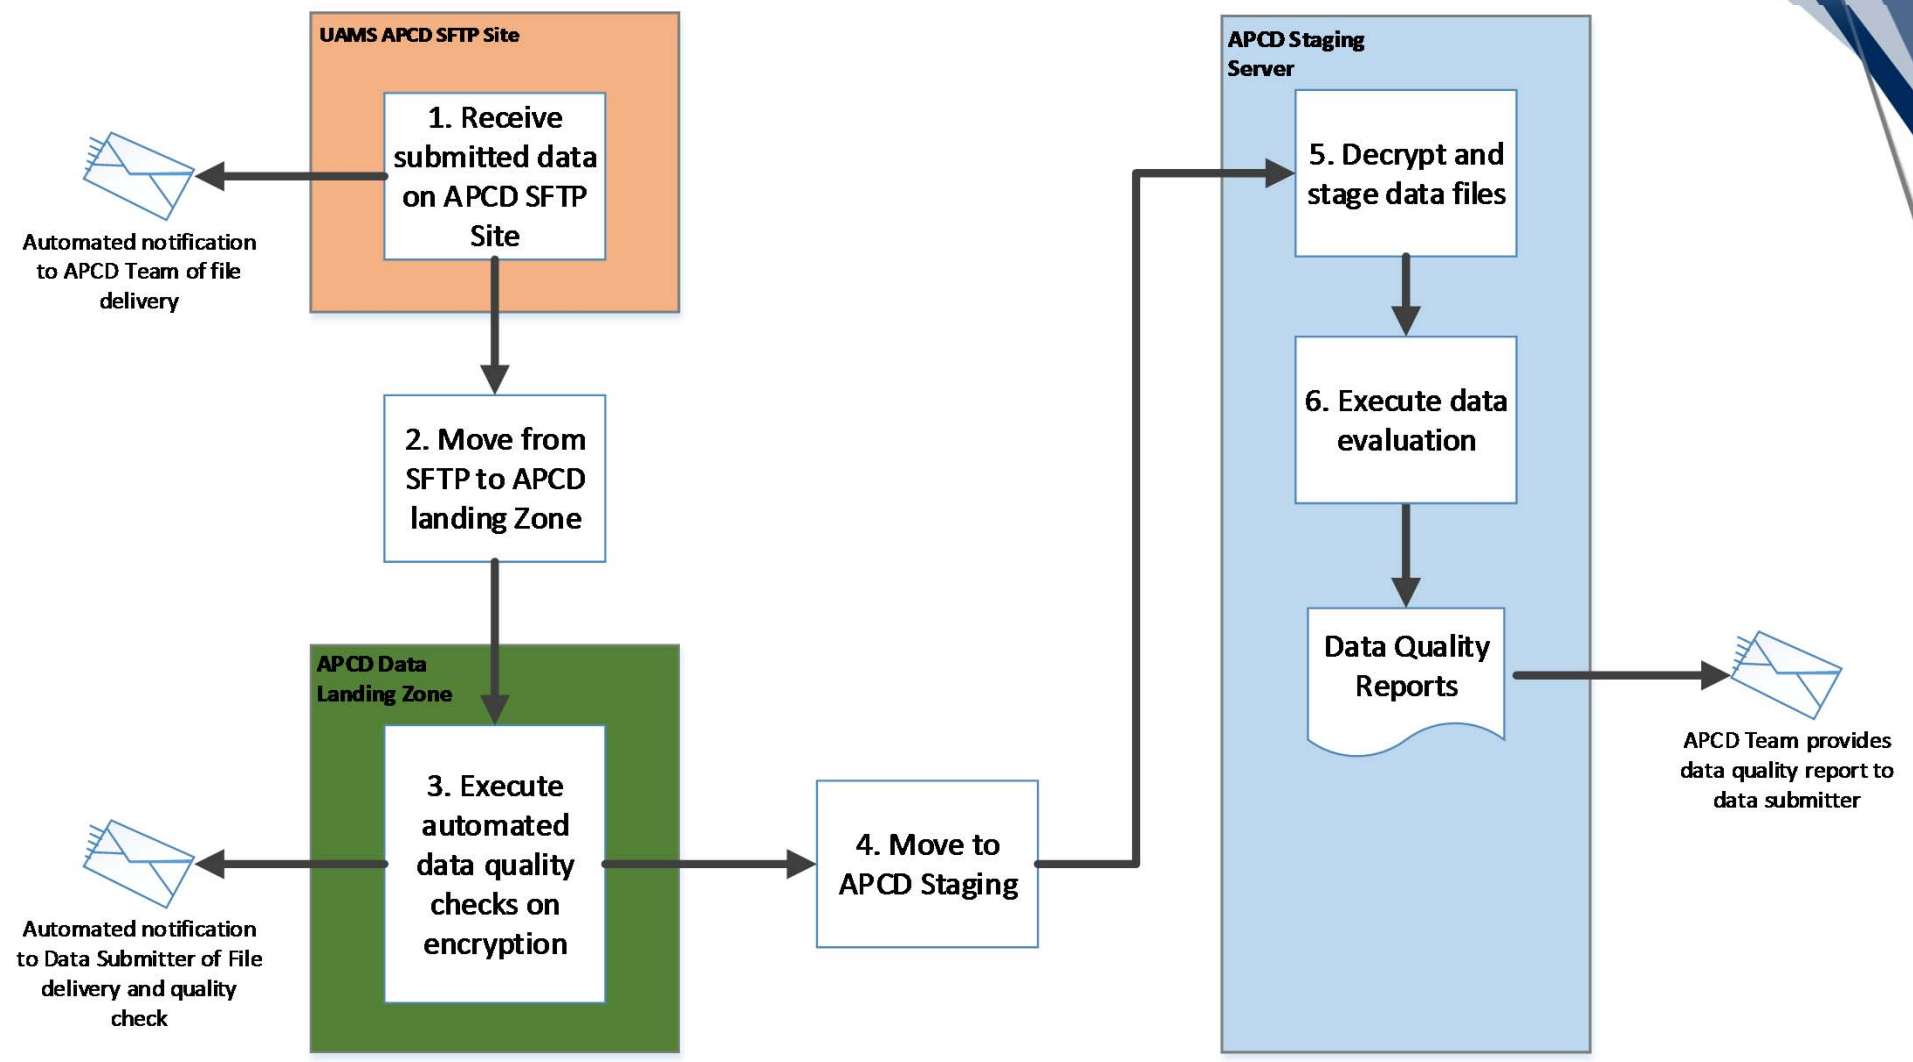 UAMS APCD SFTP Site
1. Receive
submitted data
on APCD SFTP
Site
Automated notification
to APCD Team of file
delivery
2. Move from
SFTP to APCD
landing Zone
APCD Data
Landing Zone
3. Execute
automated
data quality
checks on
encryption
Automated notification
to Data Submitter of File
delivery and quality
check
4. Move to
APCD Staging
APCD Staging
Server
5. Decrypt and
stage data files
6. Execute data
evaluation
Data Quality
Reports
APCD Team provides
data quality report to
data submitter